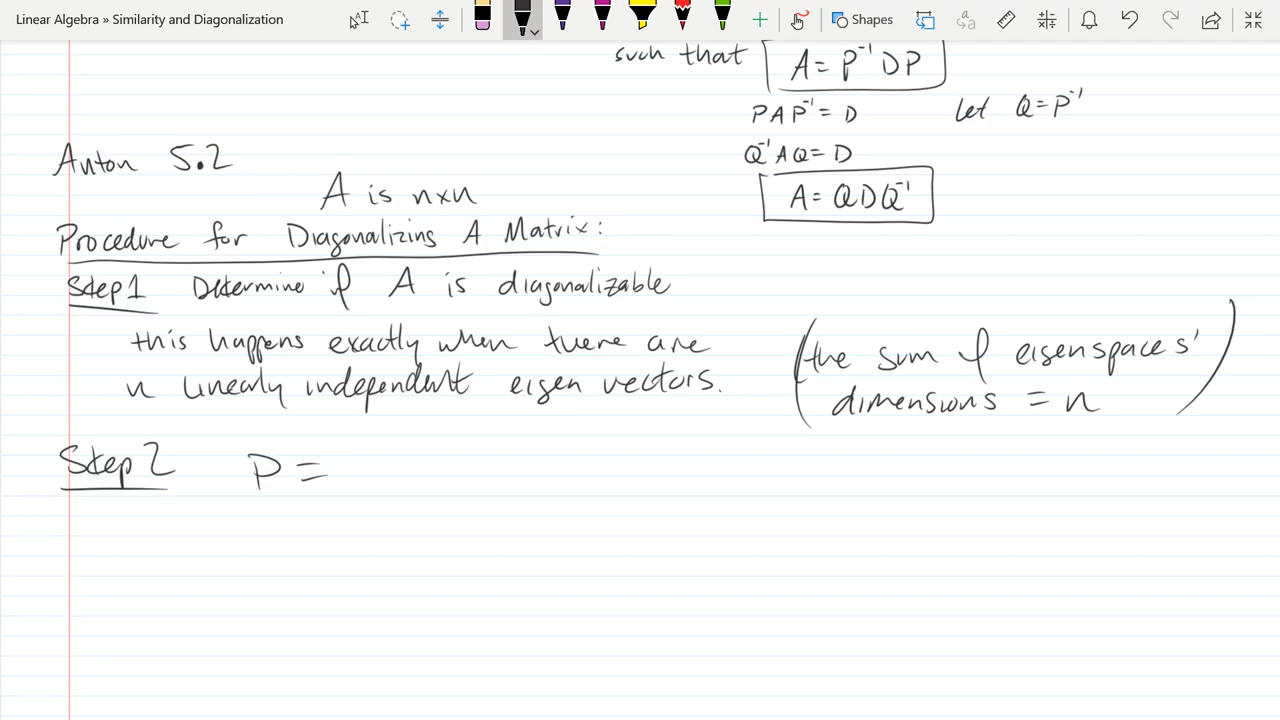 Linear Algebra » Similarity and Diagonalization
Shapes
such that A = P⁻¹DP
PAP⁻¹ = D let Q = P⁻¹
Q⁻¹AQ = D
A = QDQ⁻¹
Anton 5.2
A is n×n
Procedure for Diagonalizing A Matrix:
Step 1 Determine if A is diagonalizable
this happens exactly when there are
n linearly independent eigen vectors.
(the sum of eigenspaces'
dimensions = n)
Step 2 P =